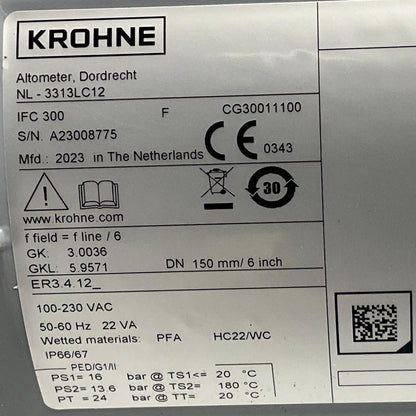 KROHNE
Altometer, Dordrecht
NL - 3313LC12
IFC 300 F CG30011100
S/N. A23008775
Mfd.: 2023 in The Netherlands CE 0343
30
www.krohne.com
f field = f line / 6
GK: 3.0036
GKL: 5.9571 DN 150 mm/ 6 inch
ER3.4.12_
100-230 VAC
50-60 Hz 22 VA
Wetted materials: PFA HC22/WC
IP66/67
PED/G1/II
PS1= 16 bar @ TS1<= 20 °C
PS2= 13.6 bar @ TS2= 180 °C
PT = 24 bar @ TT= 20 °C